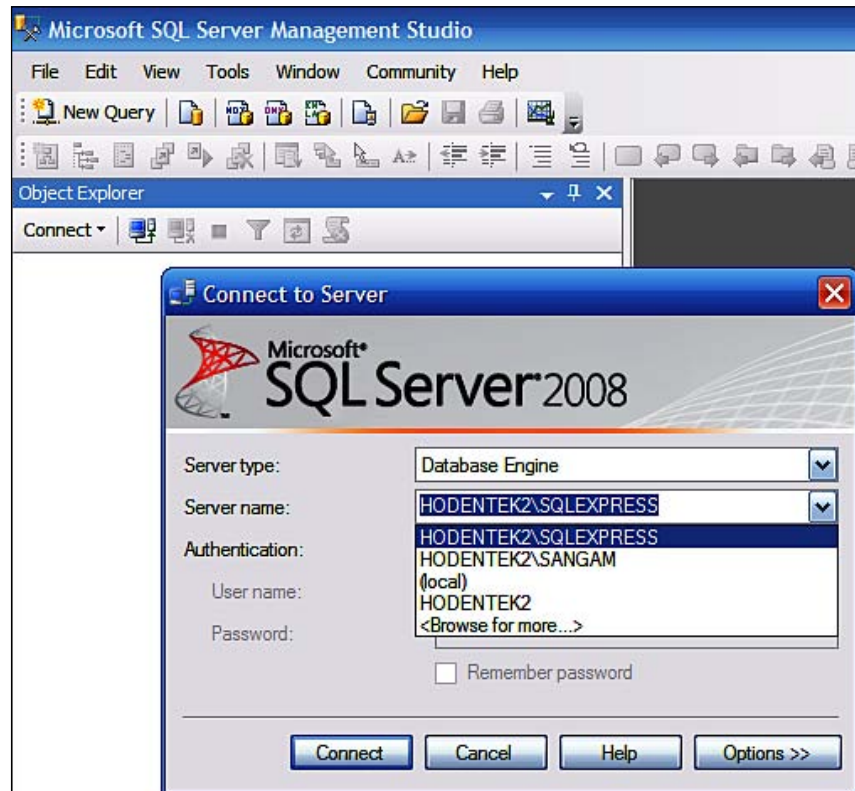 Microsoft SQL Server Management Studio
File Edit View Tools Window Community Help
New Query
Object Explorer
Connect
Connect to Server
Microsoft®
SQL Server 2008
Server type: Database Engine
Server name: HODENTEK2\SQLEXPRESS
HODENTEK2\SQLEXPRESS
Authentication: HODENTEK2\SANGAM
(local)
User name: HODENTEK2
Password: <Browse for more...>
Remember password
Connect Cancel Help Options >>